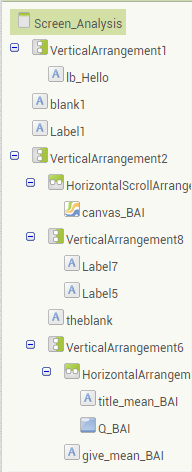 Screen_Analysis
VerticalArrangement1
lb_Hello
blank1
Label1
VerticalArrangement2
HorizontalScrollArrange
canvas_BAI
VerticalArrangement8
Label7
Label5
theblank
VerticalArrangement6
HorizontalArrangem
title_mean_BAI
Q_BAI
give_mean_BAI